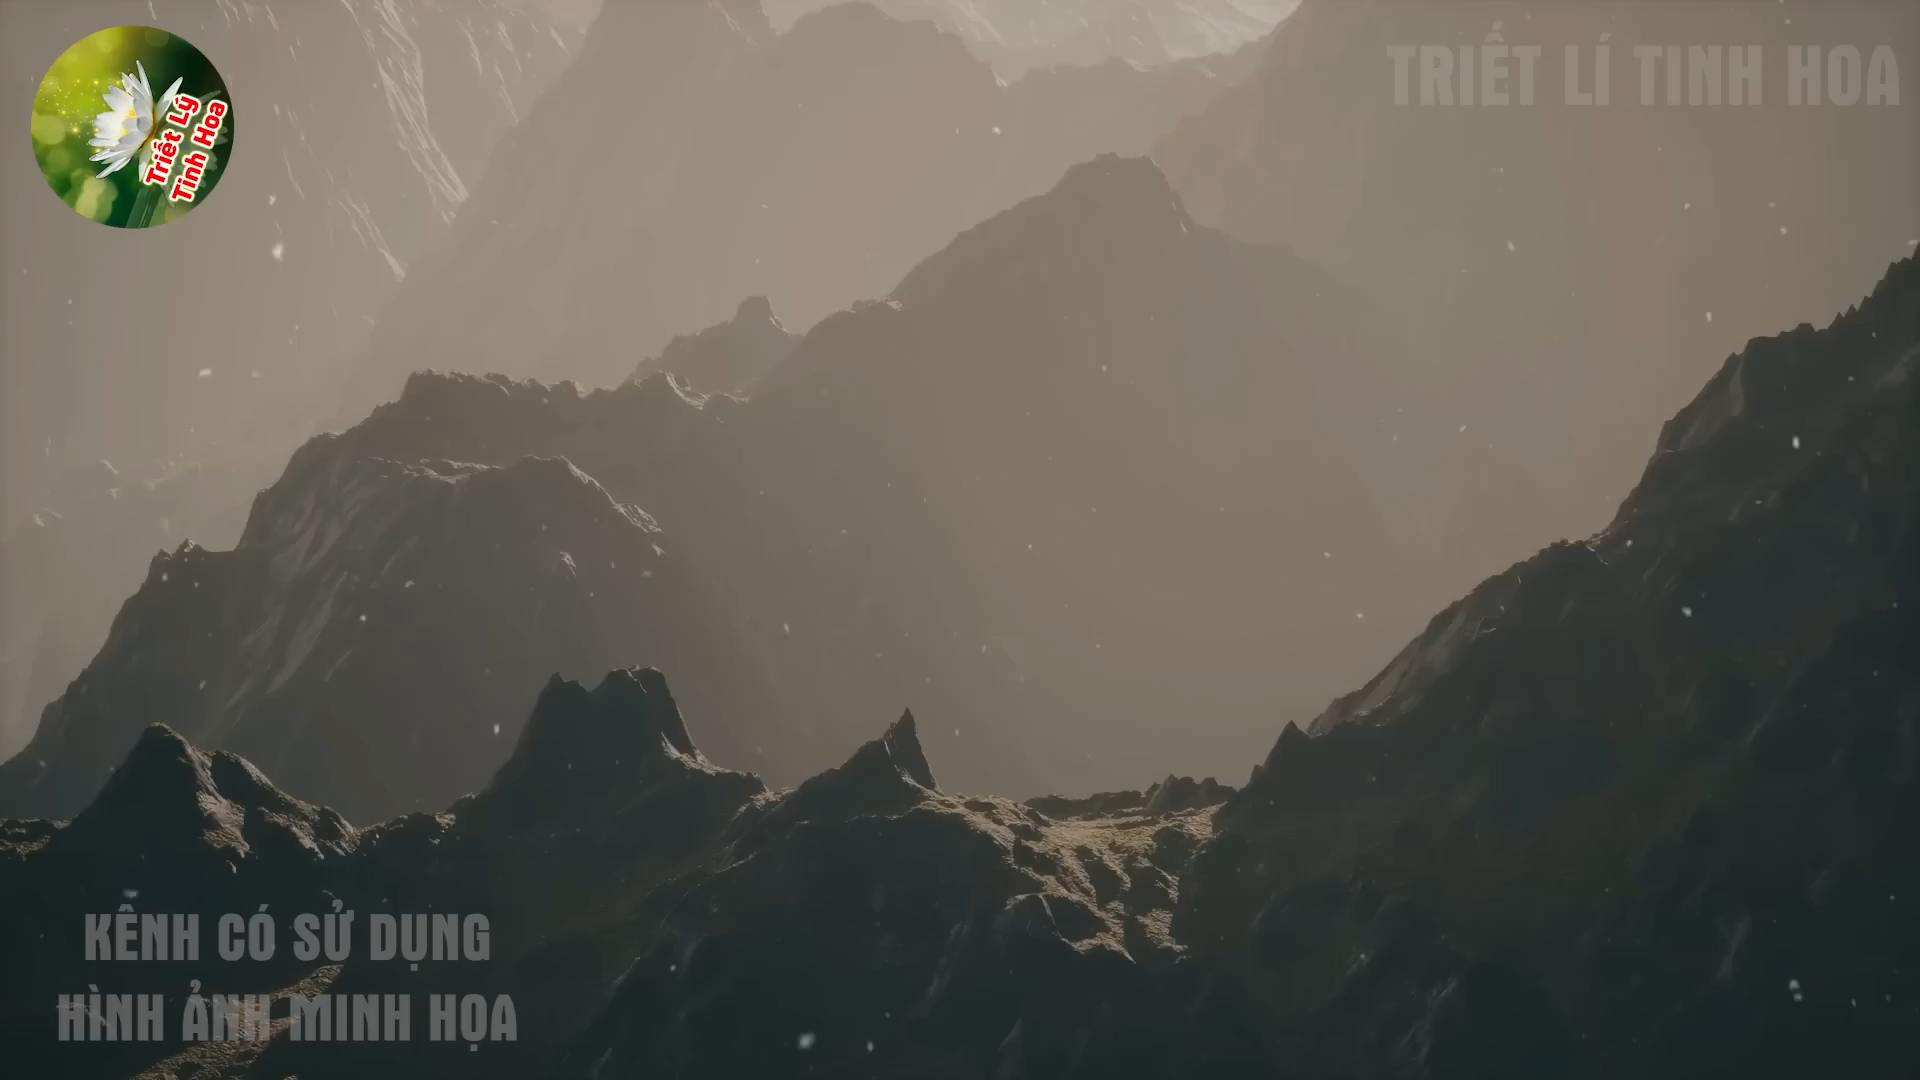 Triết Lý
Tinh Hoa
TRIẾT LÍ TINH HOA
KÊNH CÓ SỬ DỤNG
HÌNH ẢNH MINH HỌA